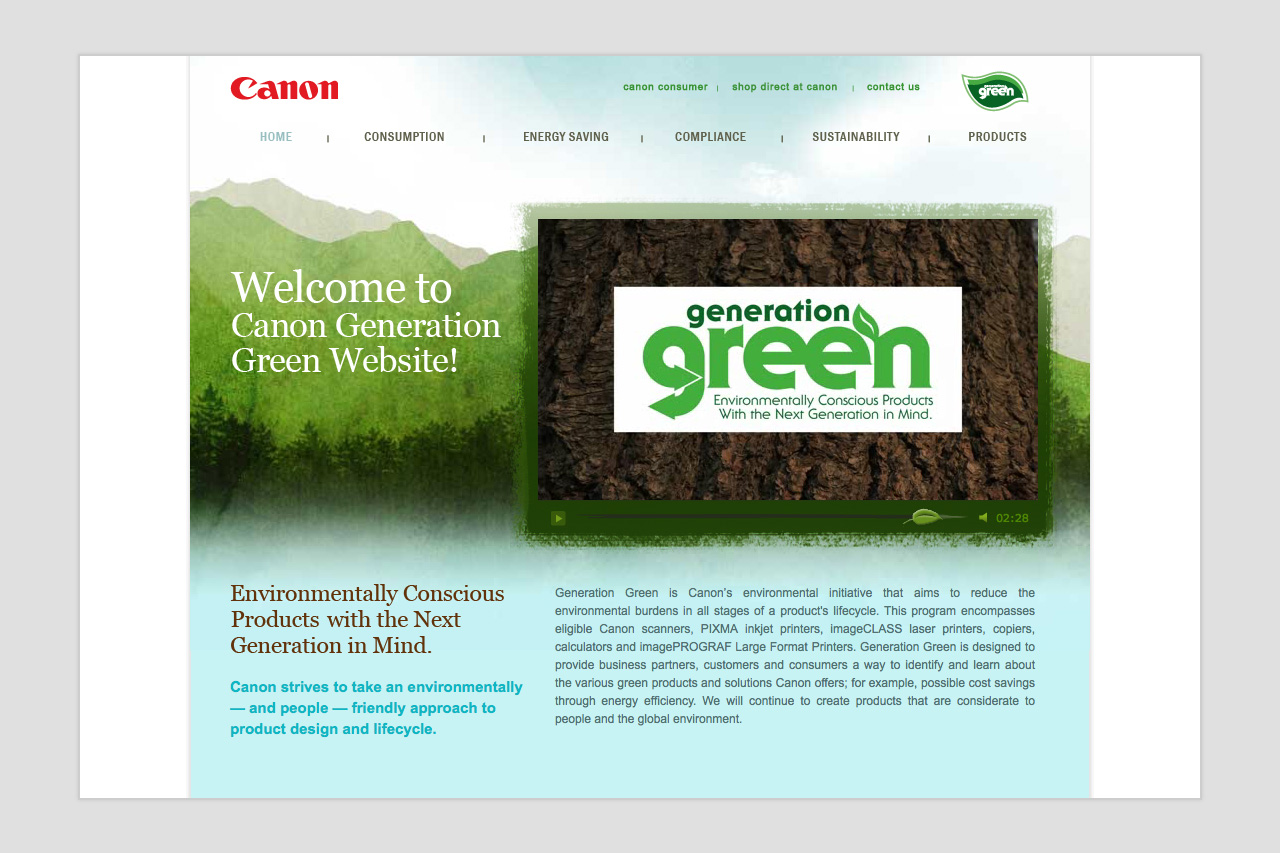 Canon
canon consumer | shop direct at canon | contact us
generation
green
HOME | CONSUMPTION | ENERGY SAVING | COMPLIANCE | SUSTAINABILITY | PRODUCTS
Welcome to
Canon Generation
Green Website!
generation
green
Environmentally Conscious Products
With the Next Generation in Mind.
02:28
Environmentally Conscious
Products with the Next
Generation in Mind.
Canon strives to take an environmentally
— and people — friendly approach to
product design and lifecycle.
Generation Green is Canon's environmental initiative that aims to reduce the
environmental burdens in all stages of a product's lifecycle. This program encompasses
eligible Canon scanners, PIXMA inkjet printers, imageCLASS laser printers, copiers,
calculators and imagePROGRAF Large Format Printers. Generation Green is designed to
provide business partners, customers and consumers a way to identify and learn about
the various green products and solutions Canon offers; for example, possible cost savings
through energy efficiency. We will continue to create products that are considerate to
people and the global environment.